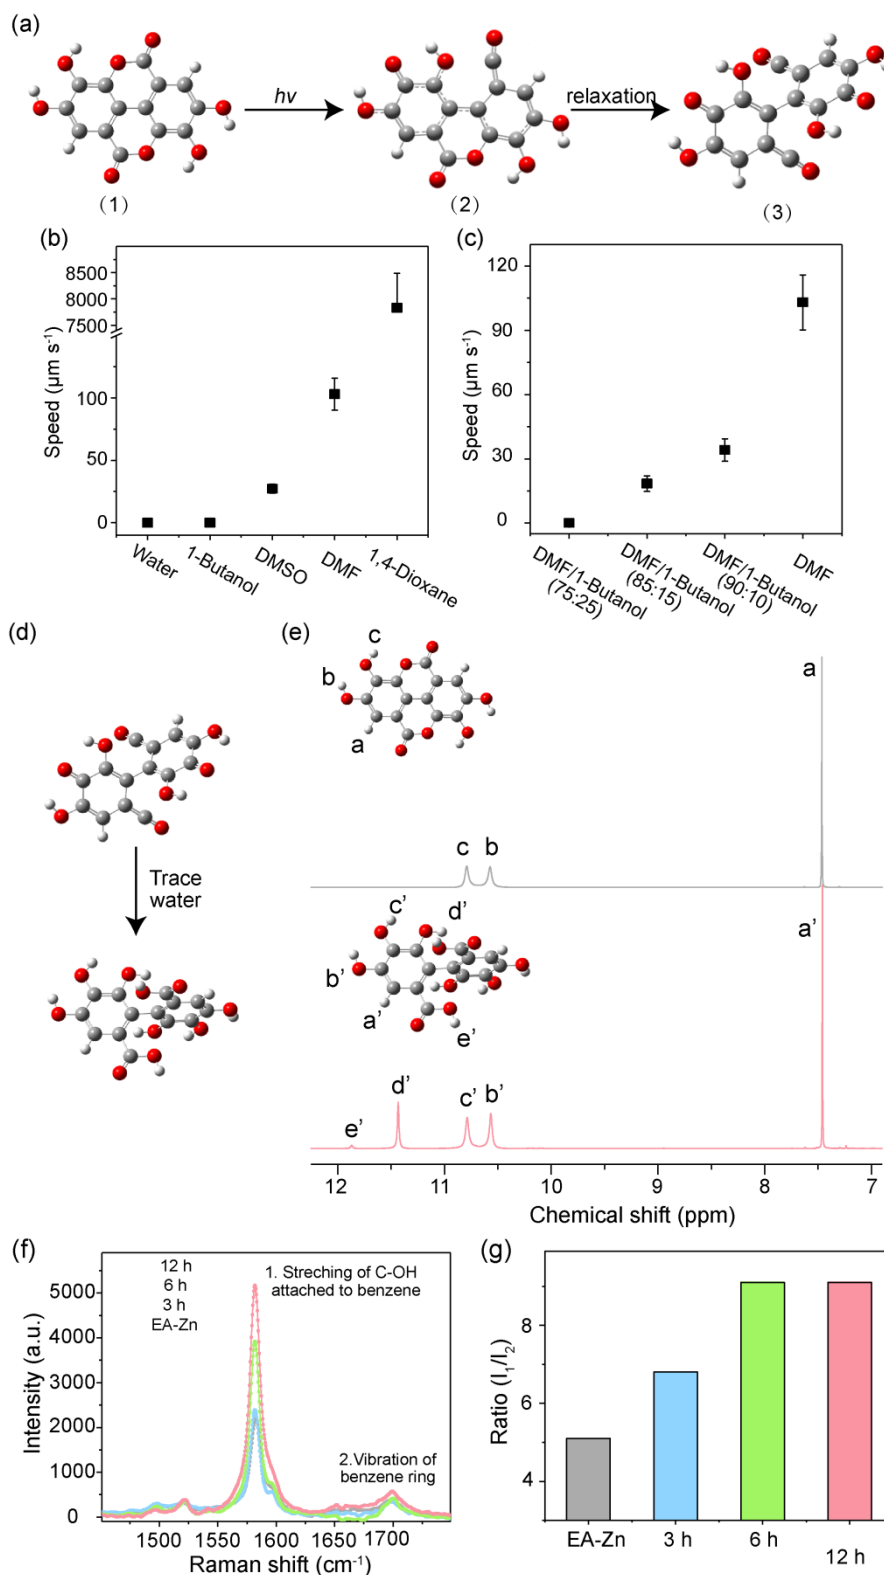 (a)
hv
relaxation
(1)
(2)
(3)
(b)
8500
8000
7500
100
50
0
Speed (μm s⁻¹)
Water
1-Butanol
DMSO
DMF
1,4-Dioxane
(c)
120
90
60
30
0
Speed (μm s⁻¹)
DMF/1-Butanol
(75:25)
DMF/1-Butanol
(85:15)
DMF/1-Butanol
(90:10)
DMF
(d)
Trace
water
(e)
c
b
a
a
c b
c' d'
b'
a'
e'
a'
e' d' c' b'
12 11 10 9 8 7
Chemical shift (ppm)
(f)
12 h
6 h
3 h
EA-Zn
1. Streching of C-OH
attached to benzene
2.Vibration of
benzene ring
5000
4000
3000
2000
1000
0
Intensity (a.u.)
1500 1550 1600 1650 1700
Raman shift (cm⁻¹)
(g)
8
6
4
Ratio (I₁/I₂)
EA-Zn 3 h 6 h 12 h